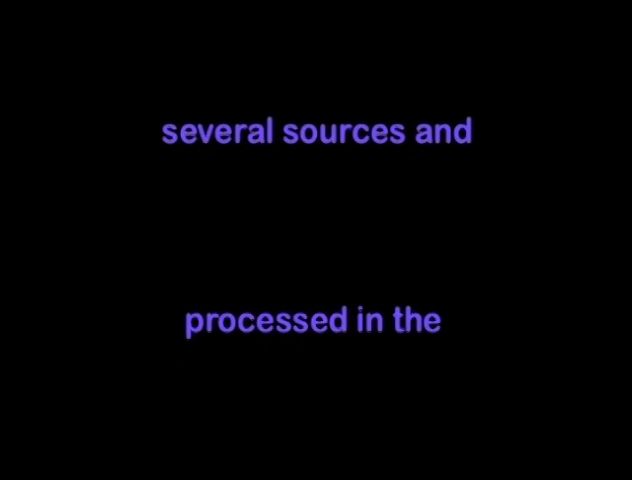 several sources and
processed in the